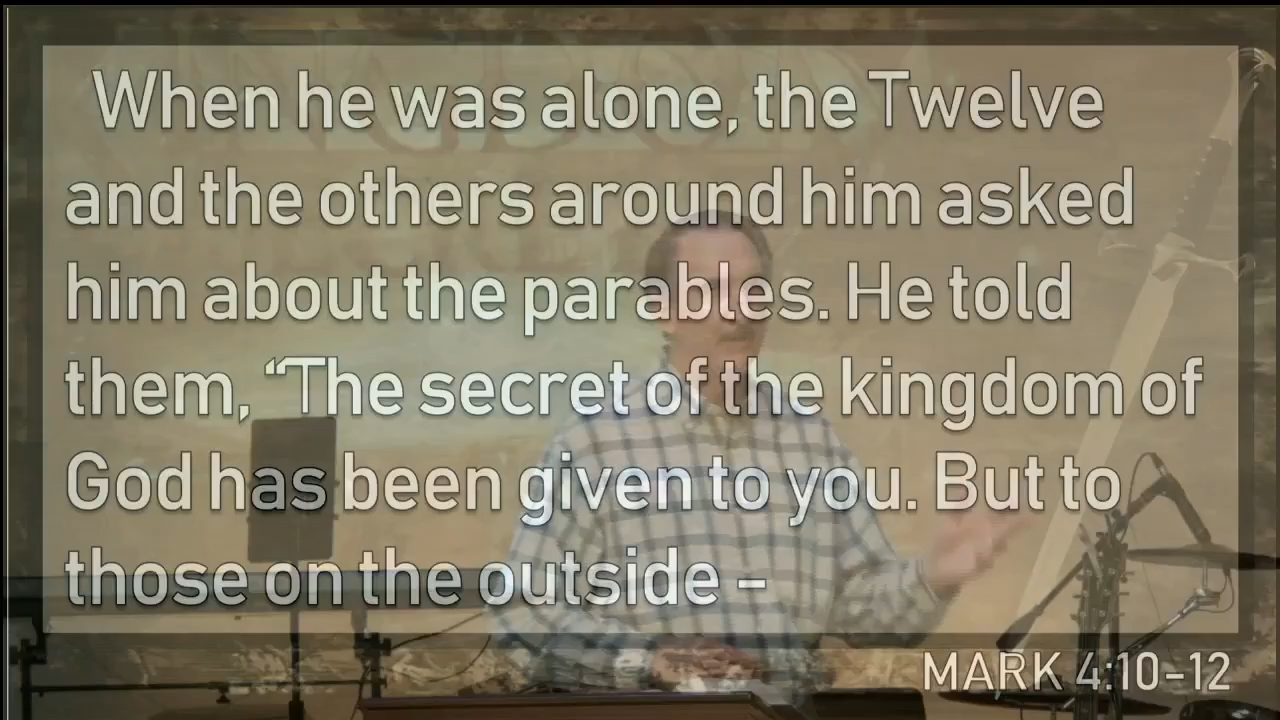 When he was alone, the Twelve
and the others around him asked
him about the parables. He told
them, “The secret of the kingdom of
God has been given to you. But to
those on the outside –
MARK 4:10-12